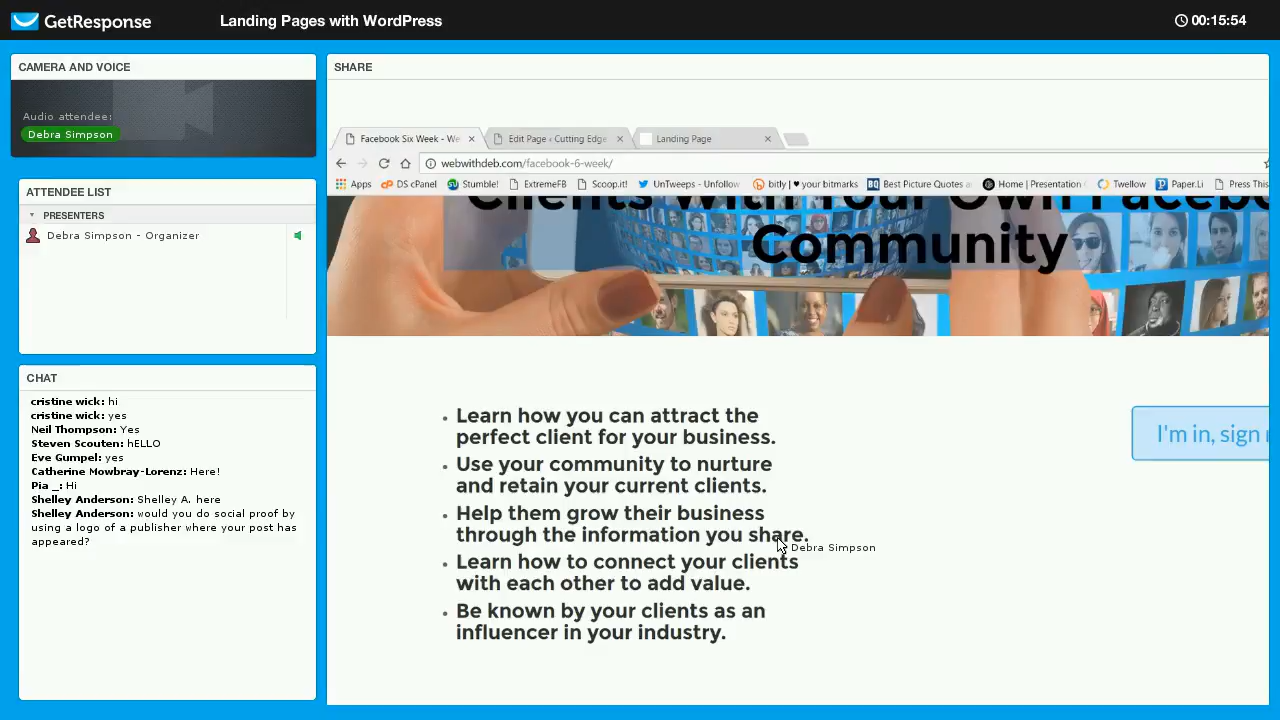 GetResponse
Landing Pages with WordPress
00:15:54
CAMERA AND VOICE
Audio attendee:
Debra Simpson
ATTENDEE LIST
PRESENTERS
Debra Simpson - Organizer
CHAT
cristine wick: hi
cristine wick: yes
Neil Thompson: Yes
Steven Scouten: hELLO
Eve Gumpel: yes
Catherine Mowbray-Lorenz: Here!
Pia _: Hi
Shelley Anderson: Shelley A. here
Shelley Anderson: would you do social proof by
using a logo of a publisher where your post has
appeared?
SHARE
Facebook Six Week - We
Edit Page ‹ Cutting Edge
Landing Page
webwithdeb.com/facebook-6-week/
Apps
DS cPanel
Stumble!
ExtremeFB
Scoop.it!
UnTweeps - Unfollow
bitly | ♥ your bitmarks
BQ Best Picture Quotes a
Home | Presentation
Twellow
Paper.Li
Press This
Clients With Your Own Facebo
Community
• Learn how you can attract the
perfect client for your business.
• Use your community to nurture
and retain your current clients.
• Help them grow their business
through the information you share.
• Learn how to connect your clients
with each other to add value.
• Be known by your clients as an
influencer in your industry.
Debra Simpson
I'm in, sign